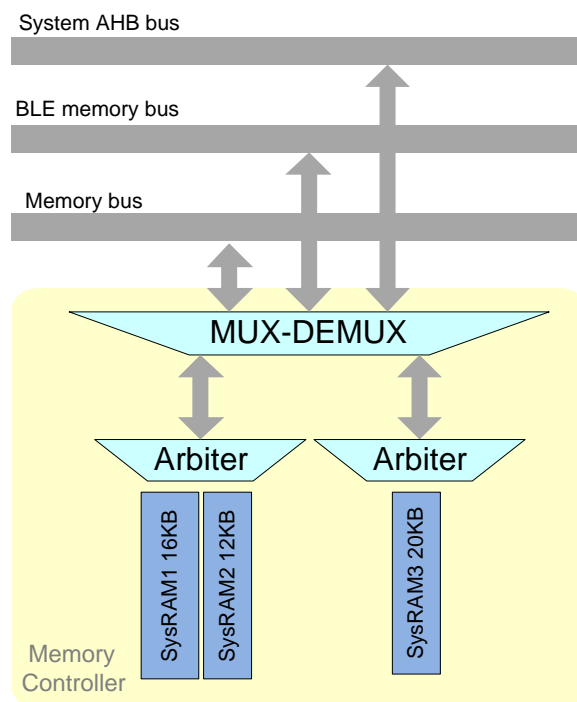 System AHB bus
BLE memory bus
Memory bus
MUX-DEMUX
Arbiter
Arbiter
SysRAM1 16KB
SysRAM2 12KB
SysRAM3 20KB
Memory
Controller